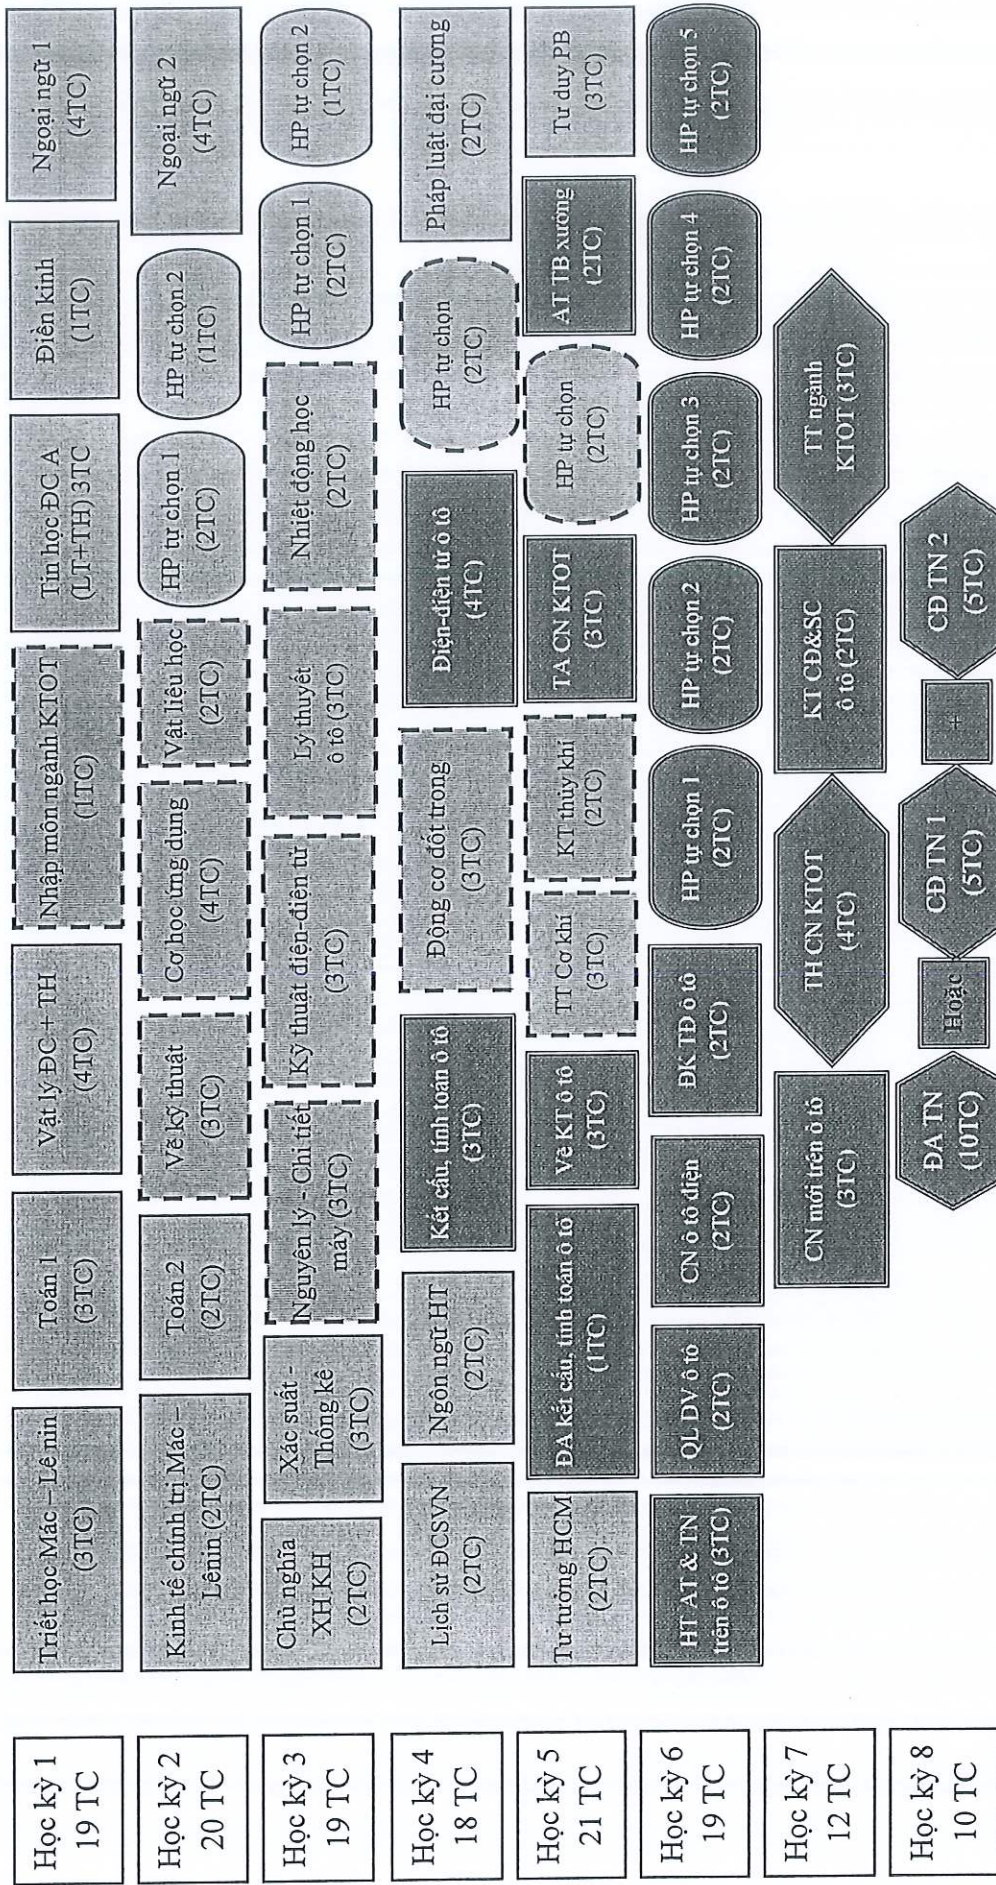 Học kỳ 1
19 TC
Triết học Mác – Lê nin
(3TC)
Toán 1
(3TC)
Vật lý ĐC + TH
(4TC)
Nhập môn ngành KTOT
(1TC)
Tin học ĐC A
(LT+TH) 3TC
Điền kinh
(1TC)
Ngoại ngữ 1
(4TC)
Học kỳ 2
20 TC
Kinh tế chính trị Mác –
Lênin (2TC)
Toán 2
(2TC)
Vẽ kỹ thuật
(3TC)
Cơ học ứng dụng
(4TC)
Vật liệu học
(2TC)
HP tự chọn 1
(2TC)
HP tự chọn 2
(1TC)
Ngoại ngữ 2
(4TC)
Học kỳ 3
19 TC
Chủ nghĩa
XHKH
(2TC)
Xác suất -
Thống kê
(3TC)
Nguyên lý - Chi tiết
máy (3TC)
Kỹ thuật điện-điện tử
(3TC)
Lý thuyết
ô tô (3TC)
Nhiệt động học
(2TC)
HP tự chọn 1
(2TC)
HP tự chọn 2
(1TC)
Học kỳ 4
18 TC
Lịch sử ĐCSVN
(2TC)
Ngôn ngữ HT
(2TC)
Kết cấu, tính toán ô tô
(3TC)
Động cơ đốt trong
(3TC)
Điện-điện tử ô tô
(4TC)
HP tự chọn
(2TC)
Pháp luật đại cương
(2TC)
Học kỳ 5
21 TC
Tư tưởng HCM
(2TC)
ĐA kết cấu, tính toán ô tô
(1TC)
Vẽ KT ô tô
(3TC)
TT Cơ khí
(3TC)
KT thủy khí
(2TC)
TA CN KTOT
(3TC)
HP tự chọn
(2TC)
AT TB xưởng
(2TC)
Tư duy PB
(3TC)
Học kỳ 6
19 TC
HT AT & TN
trên ô tô (3TC)
QL DV ô tô
(2TC)
CN ô tô điện
(2TC)
ĐK TĐ ô tô
(2TC)
HP tự chọn 1
(2TC)
HP tự chọn 2
(2TC)
HP tự chọn 3
(2TC)
HP tự chọn 4
(2TC)
HP tự chọn 5
(2TC)
Học kỳ 7
12 TC
CN mới trên ô tô
(3TC)
TH CN KTOT
(4TC)
KT CĐ&SC
ô tô (2TC)
TT ngành
KTOT (3TC)
Học kỳ 8
10 TC
ĐA TN
(10TC)
Hoặc
CĐ TN 1
(5TC)
+
CĐ TN 2
(5TC)